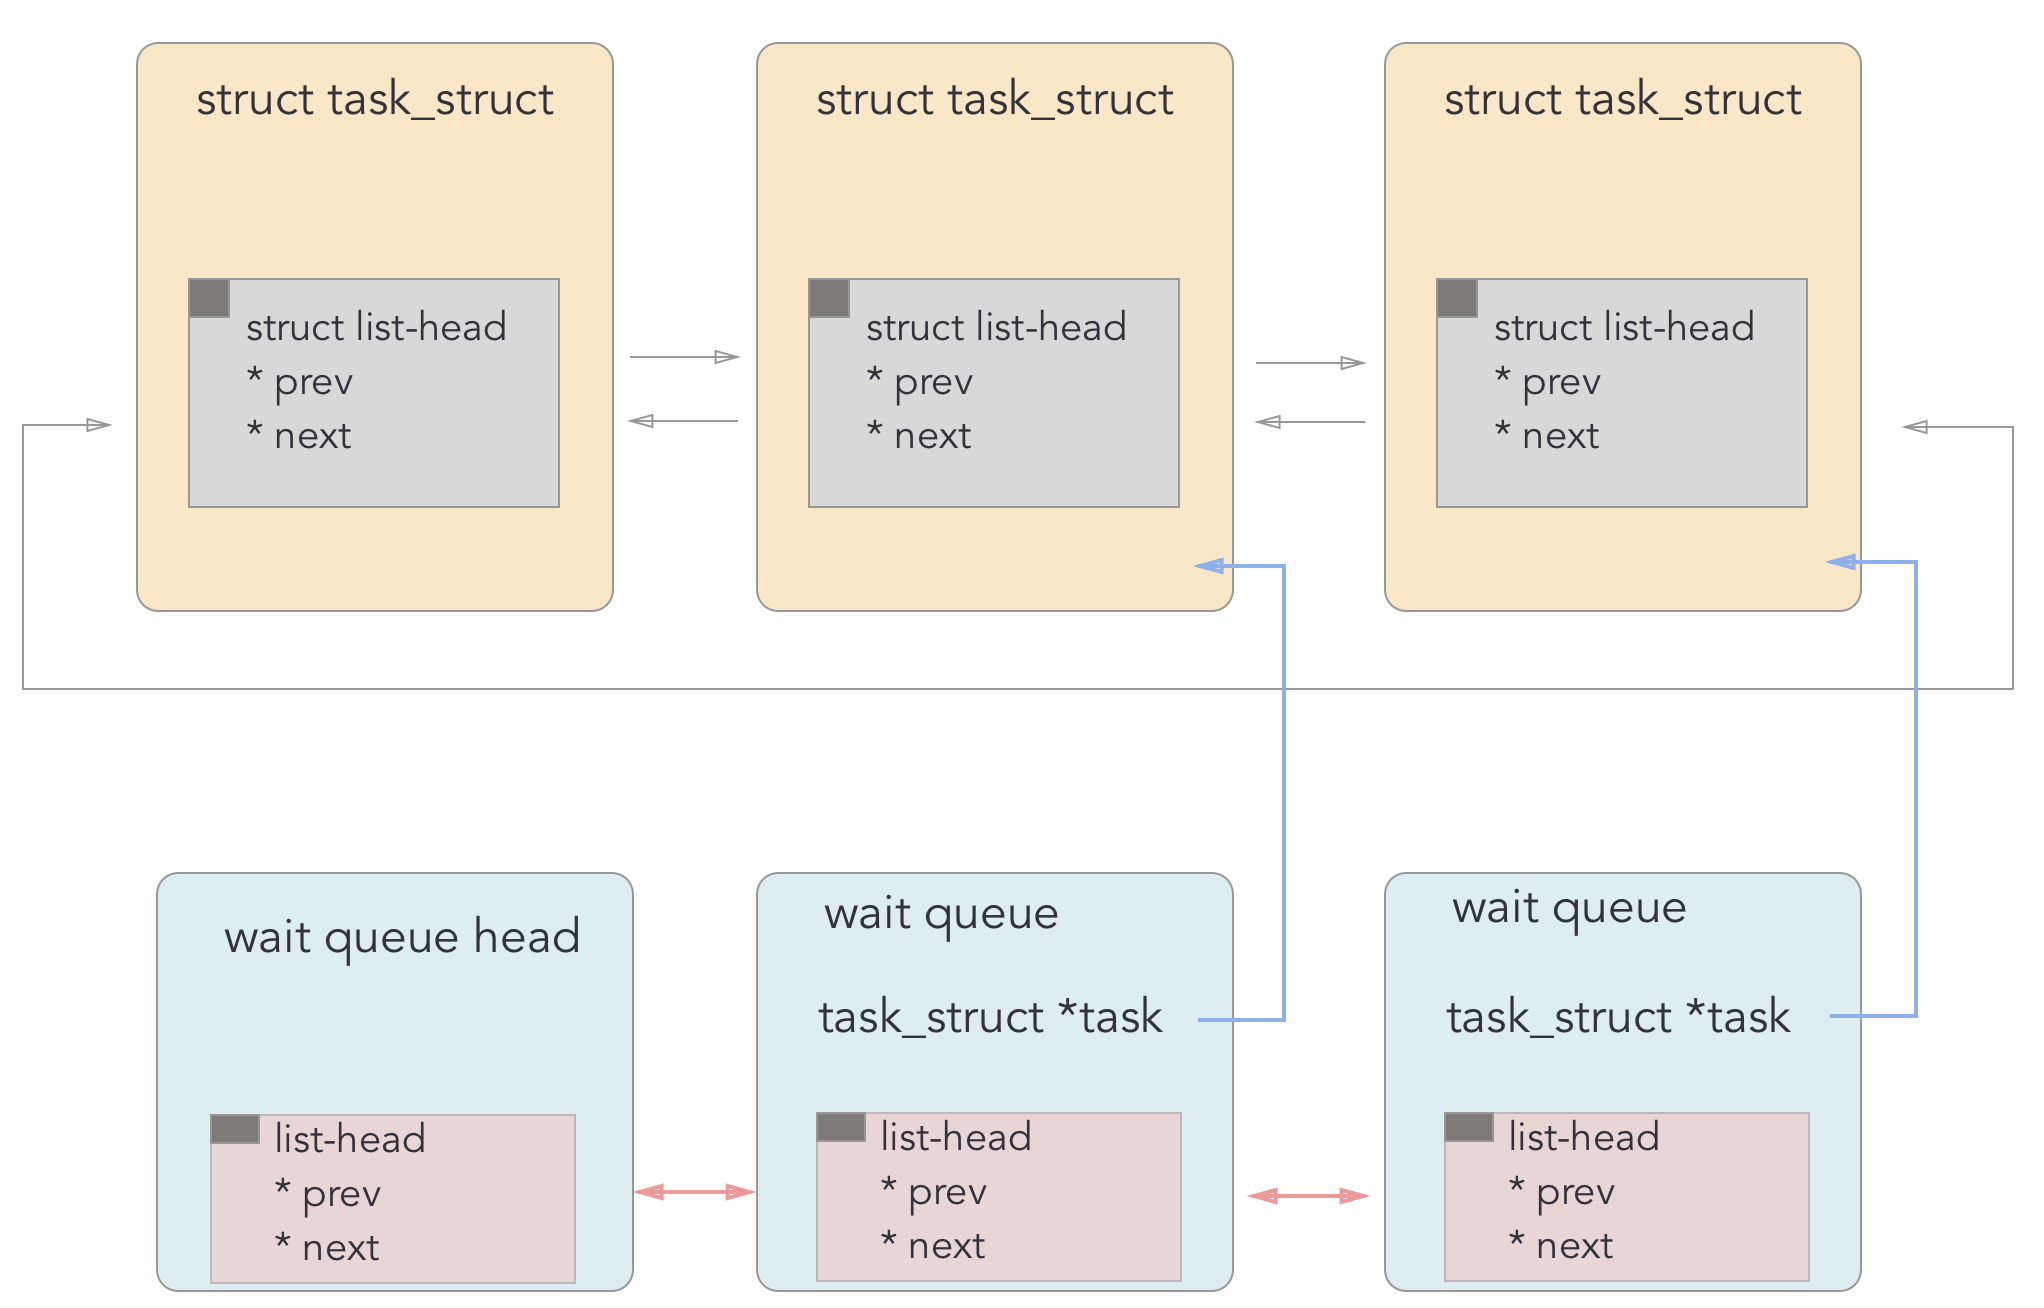 struct task_struct
struct list-head
* prev
* next
struct task_struct
struct list-head
* prev
* next
struct task_struct
struct list-head
* prev
* next
wait queue head
list-head
* prev
* next
wait queue
task_struct *task
list-head
* prev
* next
wait queue
task_struct *task
list-head
* prev
* next